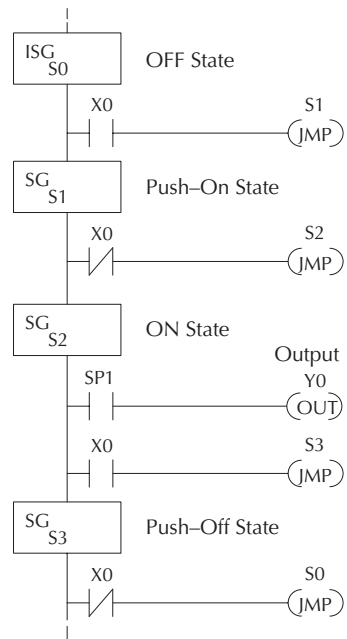 ISG
S0
OFF State
X0
S1
JMP
SG
S1
Push–On State
X0
S2
JMP
SG
S2
ON State
Output
SP1
Y0
OUT
X0
S3
JMP
SG
S3
Push–Off State
X0
S0
JMP